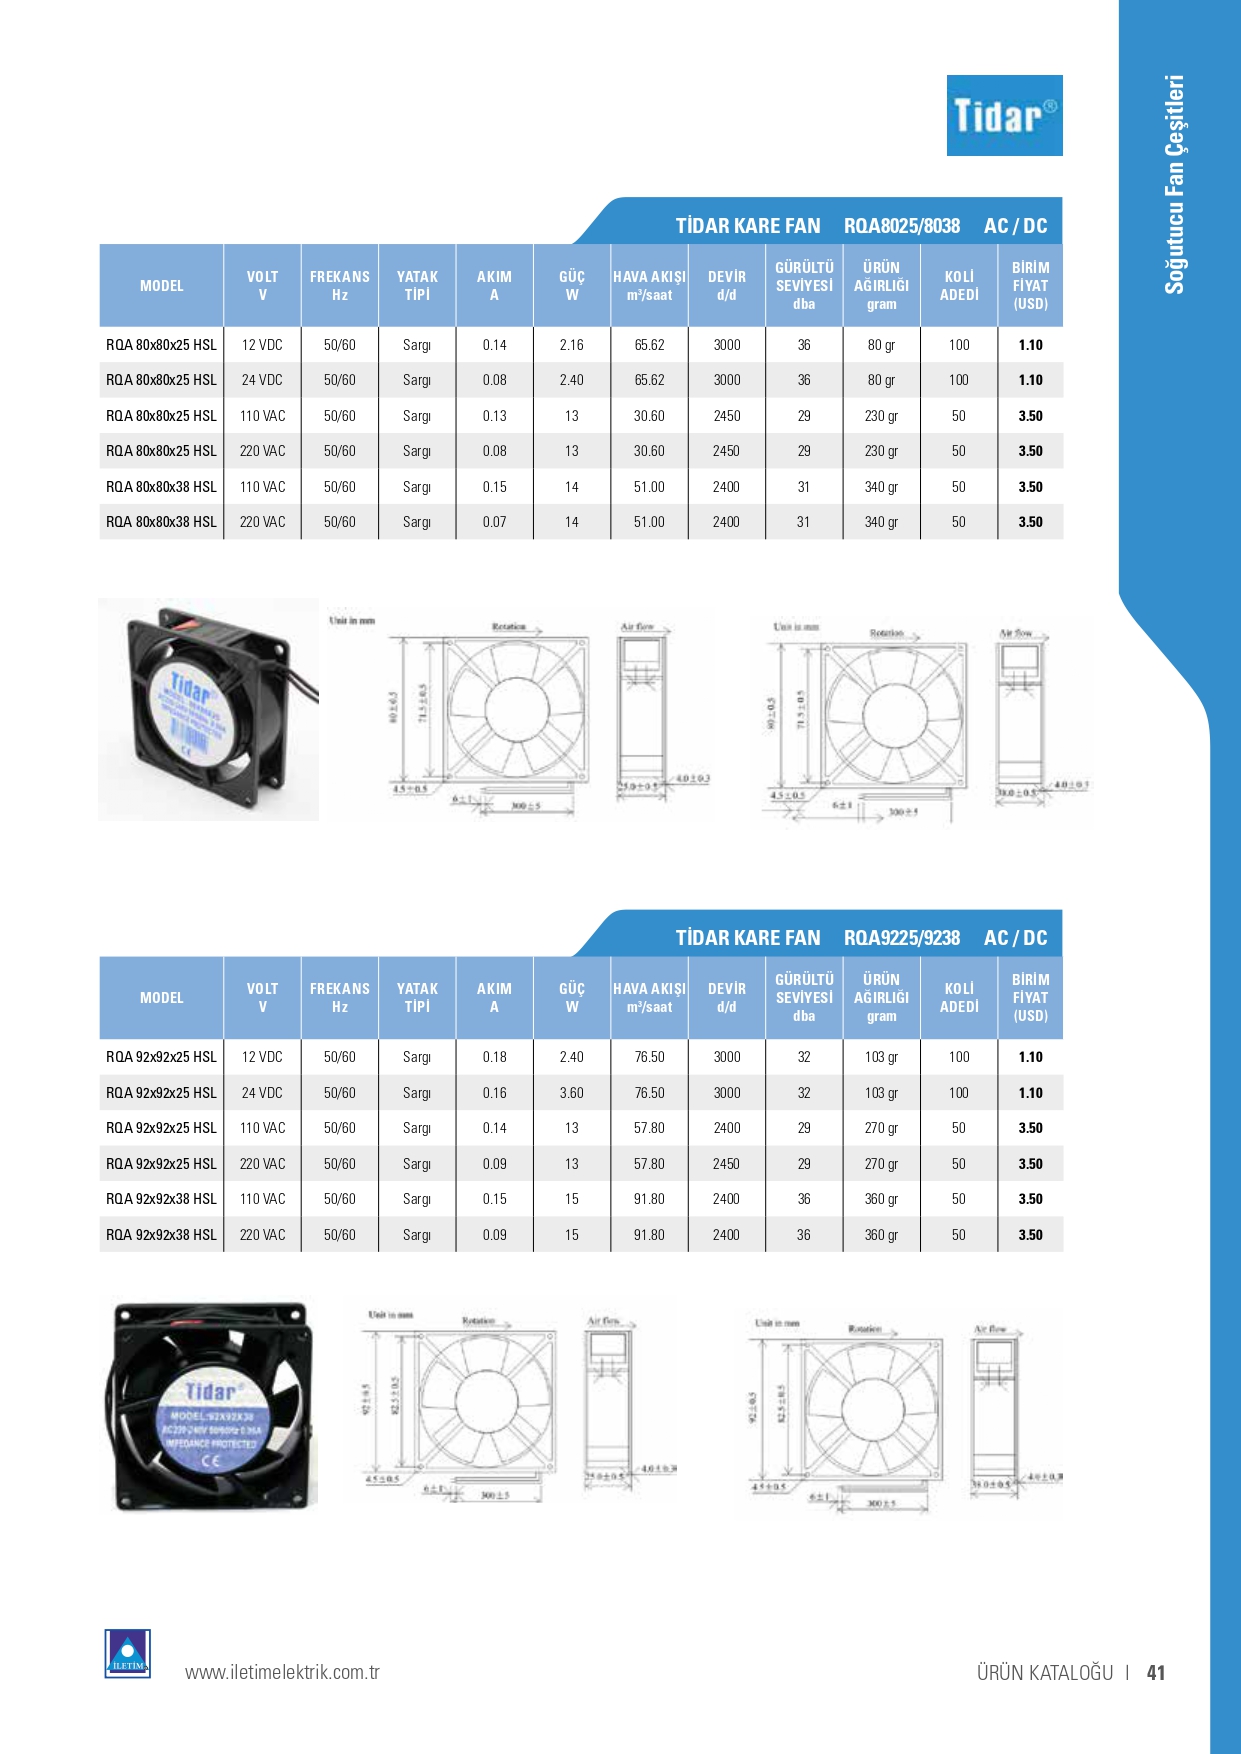 Tidar®
Soğutucu Fan Çeşitleri
TİDAR KARE FAN RQA8025/8038 AC / DC
MODEL VOLT V FREKANS Hz YATAK TİPİ AKIM A GÜÇ W HAVA AKIŞI m³/saat DEVİR d/d GÜRÜLTÜ SEVİYESİ dba ÜRÜN AĞIRLIĞI gram KOLİ ADEDİ BİRİM FİYAT (USD)
RQA 80x80x25 HSL 12 VDC 50/60 Sargı 0.14 2.16 65.62 3000 36 80 gr 100 1.10
RQA 80x80x25 HSL 24 VDC 50/60 Sargı 0.08 2.40 65.62 3000 36 80 gr 100 1.10
RQA 80x80x25 HSL 110 VAC 50/60 Sargı 0.13 13 30.60 2450 29 230 gr 50 3.50
RQA 80x80x25 HSL 220 VAC 50/60 Sargı 0.08 13 30.60 2450 29 230 gr 50 3.50
RQA 80x80x38 HSL 110 VAC 50/60 Sargı 0.15 14 51.00 2400 31 340 gr 50 3.50
RQA 80x80x38 HSL 220 VAC 50/60 Sargı 0.07 14 51.00 2400 31 340 gr 50 3.50
Tidar
Unit in mm
Rotation
Air flow
80±0.5
71.5±0.5
4.5±0.5
6±1
300±5
25.0±0.5
4.0±0.3
Unit in mm
Rotation
Air flow
80±0.5
71.5±0.5
4.5±0.5
6±1
300±5
38.0±0.5
4.0±0.3
TİDAR KARE FAN RQA9225/9238 AC / DC
MODEL VOLT V FREKANS Hz YATAK TİPİ AKIM A GÜÇ W HAVA AKIŞI m³/saat DEVİR d/d GÜRÜLTÜ SEVİYESİ dba ÜRÜN AĞIRLIĞI gram KOLİ ADEDİ BİRİM FİYAT (USD)
RQA 92x92x25 HSL 12 VDC 50/60 Sargı 0.18 2.40 76.50 3000 32 103 gr 100 1.10
RQA 92x92x25 HSL 24 VDC 50/60 Sargı 0.16 3.60 76.50 3000 32 103 gr 100 1.10
RQA 92x92x25 HSL 110 VAC 50/60 Sargı 0.14 13 57.80 2400 29 270 gr 50 3.50
RQA 92x92x25 HSL 220 VAC 50/60 Sargı 0.09 13 57.80 2450 29 270 gr 50 3.50
RQA 92x92x38 HSL 110 VAC 50/60 Sargı 0.15 15 91.80 2400 36 360 gr 50 3.50
RQA 92x92x38 HSL 220 VAC 50/60 Sargı 0.09 15 91.80 2400 36 360 gr 50 3.50
Tidar
MODEL:92X92X38
IMPEDANCE PROTECTED
CE
Unit in mm
Rotation
Air flow
92±0.5
82.5±0.5
4.5±0.5
6±1
300±5
25.0±0.5
4.0±0.3
Unit in mm
Rotation
Air flow
92±0.5
82.5±0.5
4.5±0.5
6±1
300±5
38.0±0.5
4.0±0.3
İLETİM
www.iletimelektrik.com.tr
ÜRÜN KATALOĞU | 41